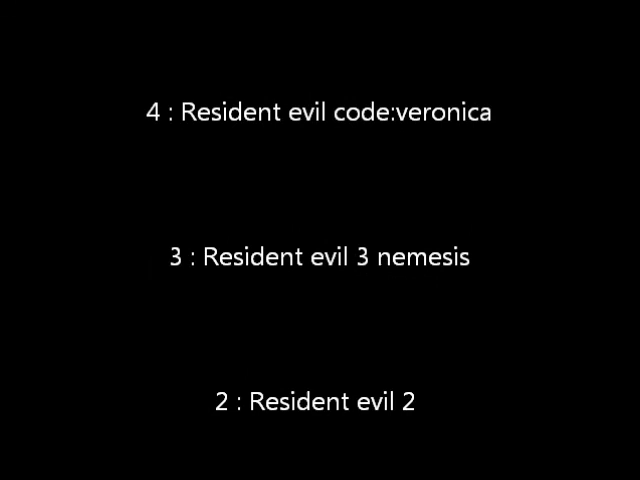 4 : Resident evil code:veronica
3 : Resident evil 3 nemesis
2 : Resident evil 2